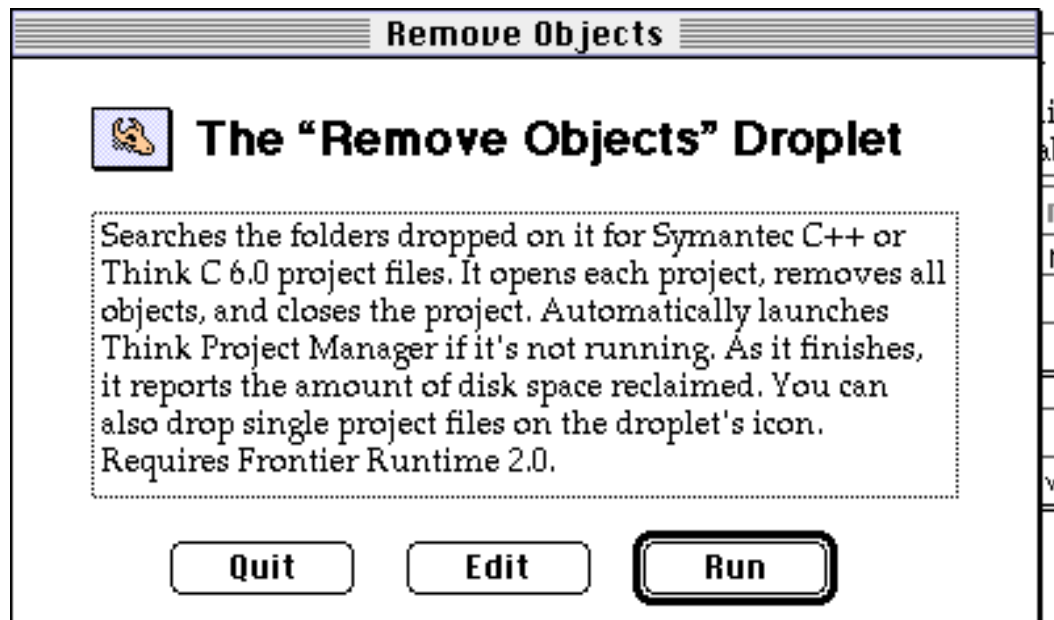 Remove Objects
The “Remove Objects” Droplet
Searches the folders dropped on it for Symantec C++ or
Think C 6.0 project files. It opens each project, removes all
objects, and closes the project. Automatically launches
Think Project Manager if it's not running. As it finishes,
it reports the amount of disk space reclaimed. You can
also drop single project files on the droplet's icon.
Requires Frontier Runtime 2.0.
Quit Edit Run